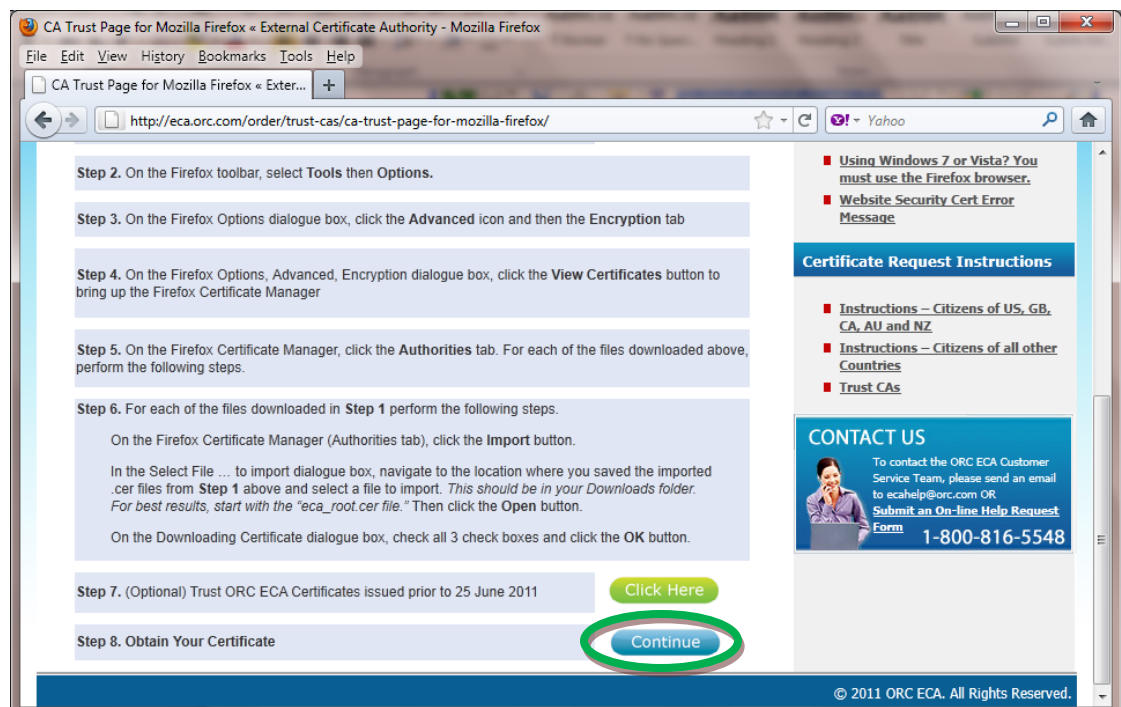 CA Trust Page for Mozilla Firefox « External Certificate Authority - Mozilla Firefox
File Edit View History Bookmarks Tools Help
CA Trust Page for Mozilla Firefox « Exter... +
http://eca.orc.com/order/trust-cas/ca-trust-page-for-mozilla-firefox/
Yahoo
Step 2. On the Firefox toolbar, select Tools then Options.
Step 3. On the Firefox Options dialogue box, click the Advanced icon and then the Encryption tab
Step 4. On the Firefox Options, Advanced, Encryption dialogue box, click the View Certificates button to
bring up the Firefox Certificate Manager
Step 5. On the Firefox Certificate Manager, click the Authorities tab. For each of the files downloaded above,
perform the following steps.
Step 6. For each of the files downloaded in Step 1 perform the following steps.
On the Firefox Certificate Manager (Authorities tab), click the Import button.
In the Select File ... to import dialogue box, navigate to the location where you saved the imported
.cer files from Step 1 above and select a file to import. This should be in your Downloads folder.
For best results, start with the "eca_root.cer file." Then click the Open button.
On the Downloading Certificate dialogue box, check all 3 check boxes and click the OK button.
Step 7. (Optional) Trust ORC ECA Certificates issued prior to 25 June 2011
Click Here
Step 8. Obtain Your Certificate
Continue
Using Windows 7 or Vista? You
must use the Firefox browser.
Website Security Cert Error
Message
Certificate Request Instructions
Instructions – Citizens of US, GB,
CA, AU and NZ
Instructions – Citizens of all other
Countries
Trust CAs
CONTACT US
To contact the ORC ECA Customer
Service Team, please send an email
to ecahelp@orc.com OR
Submit an On-line Help Request
Form
1-800-816-5548
© 2011 ORC ECA. All Rights Reserved.